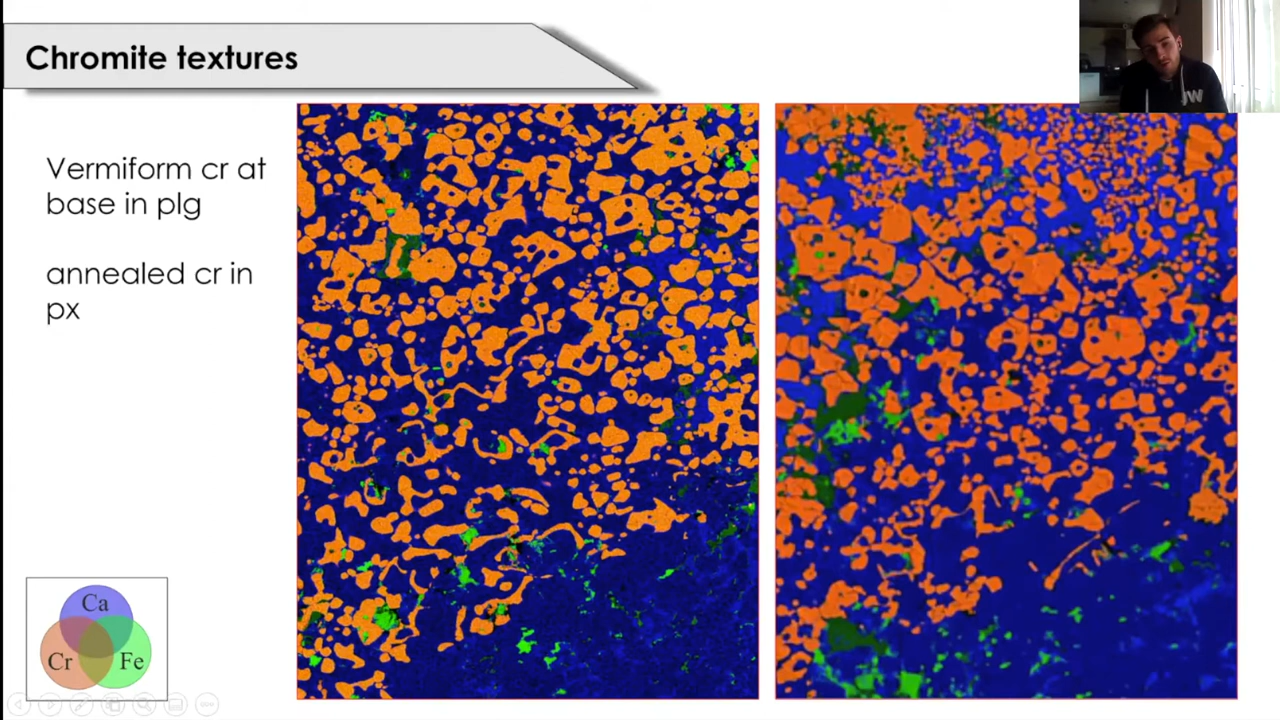 Chromite textures
Vermiform cr at
base in plg
annealed cr in
px
Ca
Cr
Fe